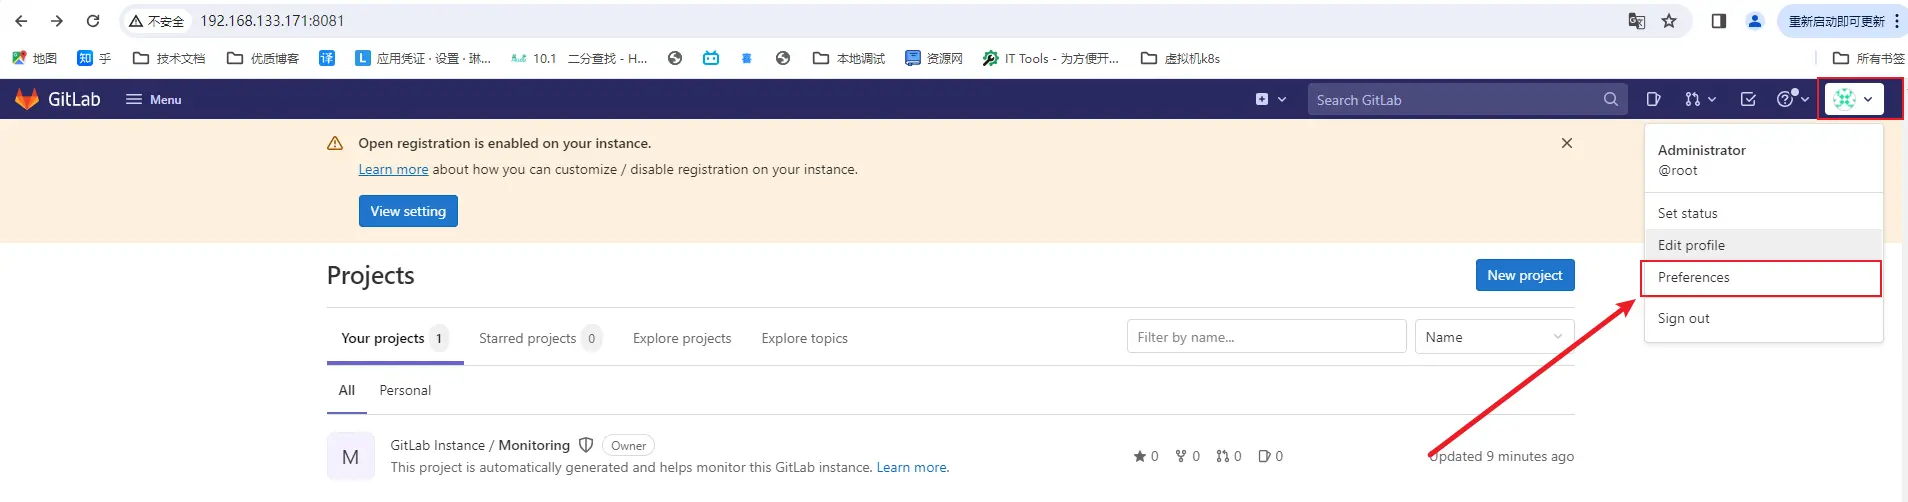 不安全 192.168.133.171:8081 重新启动即可更新
地图 知 乎 技术文档 优质博客 译 L 应用凭证 · 设置 · 琳... 10.1 二分查找 - H... 本地调试 资源网 IT Tools - 为方便开... 虚拟机k8s 所有书签
GitLab Menu Search GitLab
Open registration is enabled on your instance.
Learn more about how you can customize / disable registration on your instance.
View setting
Administrator
@root
Set status
Edit profile
Preferences
Sign out
Projects New project
Your projects 1 Starred projects 0 Explore projects Explore topics Filter by name... Name
All Personal
M GitLab Instance / Monitoring Owner
This project is automatically generated and helps monitor this GitLab instance. Learn more.
0 0 0 0 Updated 9 minutes ago